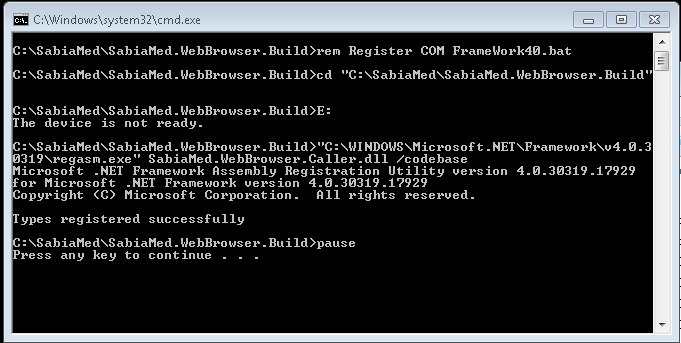 C:\Windows\system32\cmd.exe
C:\SabiaMed\SabiaMed.WebBrowser.Build>rem Register COM FrameWork40.bat
C:\SabiaMed\SabiaMed.WebBrowser.Build>cd "C:\SabiaMed\SabiaMed.WebBrowser.Build"
C:\SabiaMed\SabiaMed.WebBrowser.Build>E:
The device is not ready.
C:\SabiaMed\SabiaMed.WebBrowser.Build>"C:\WINDOWS\Microsoft.NET\Framework\v4.0.3
0319\regasm.exe" SabiaMed.WebBrowser.Caller.dll /codebase
Microsoft .NET Framework Assembly Registration Utility version 4.0.30319.17929
for Microsoft .NET Framework version 4.0.30319.17929
Copyright (C) Microsoft Corporation.  All rights reserved.
Types registered successfully
C:\SabiaMed\SabiaMed.WebBrowser.Build>pause
Press any key to continue . . .